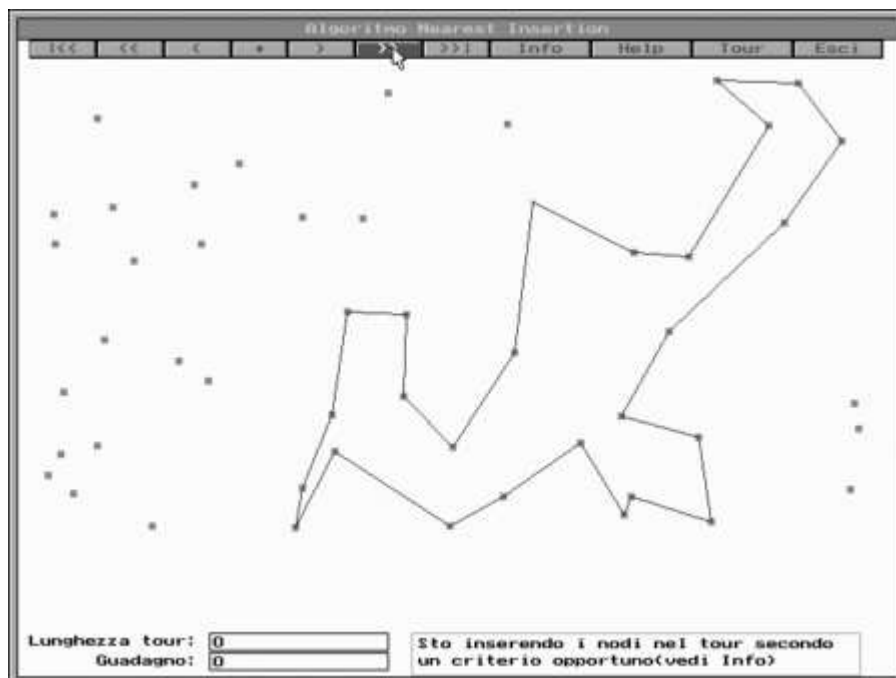 Algoritmo Nearest Insertion
|<< << < * > >> >>| Info Help Tour Esci
Lunghezza tour: 0
Guadagno: 0
Sto inserendo i nodi nel tour secondo
un criterio opportuno(vedi Info)